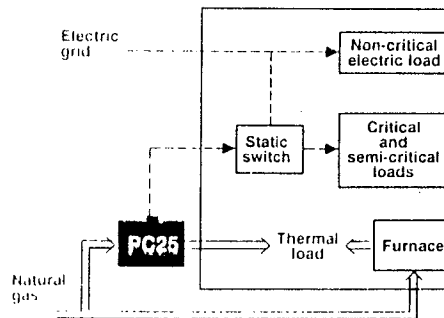 Electric
grid
Non-critical
electric load
Static
switch
Critical
and
semi-critical
loads
PC25
Thermal
load
Furnace
Natural
gas